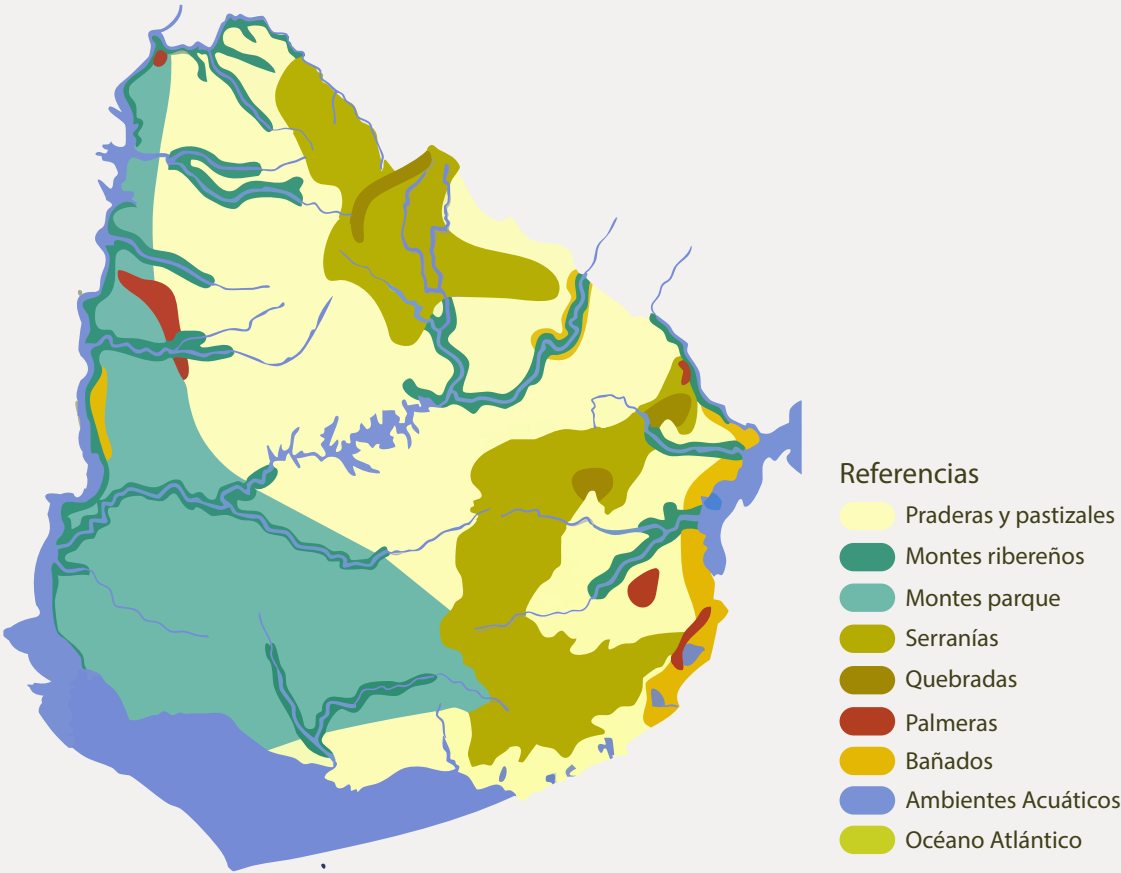 Referencias
Praderas y pastizales
Montes ribereños
Montes parque
Serranías
Quebradas
Palmeras
Bañados
Ambientes Acuáticos
Océano Atlántico